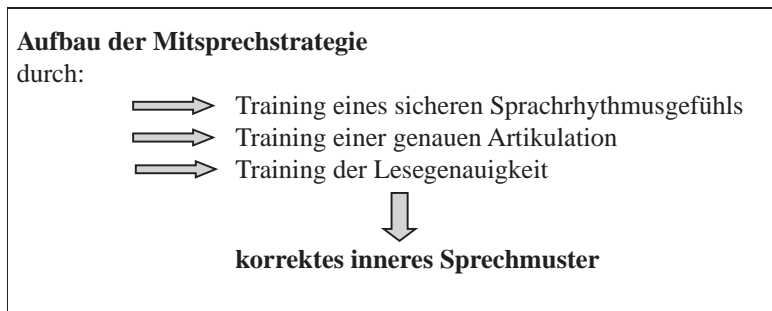 Aufbau der Mitsprechstrategie
durch:
Training eines sicheren Sprachrhythmusgefühls
Training einer genauen Artikulation
Training der Lesegenauigkeit
korrektes inneres Sprechmuster